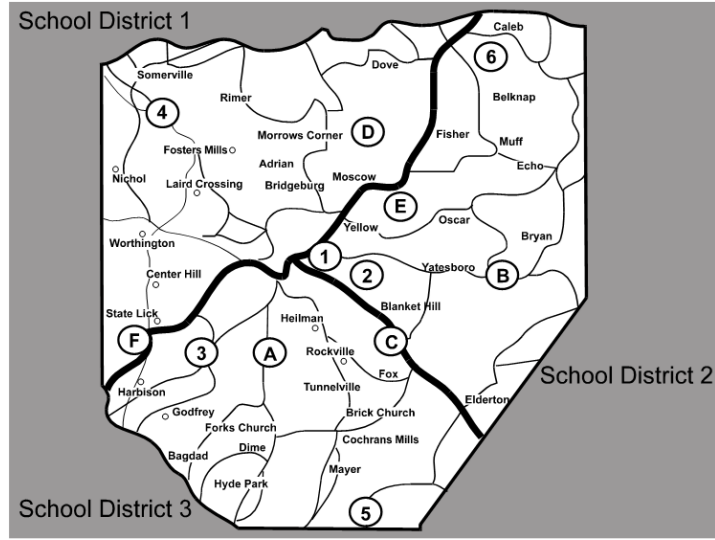 School District 1
Caleb
6
Dove
Somerville
Belknap
Rimer
4
Morrows Corner
D
Fisher
Muff
Fosters Mills
Adrian
Echo
Moscow
Nichol
Laird Crossing
Bridgeburg
E
Oscar
Yellow
Bryan
Worthington
1
2
Yatesboro
B
Center Hill
Blanket Hill
State Lick
Heilman
F
3
A
C
Rockville
Fox
School District 2
Harbison
Tunnelville
Elderton
Godfrey
Brick Church
Forks Church
Cochrans Mills
Dime
Bagdad
Mayer
Hyde Park
School District 3
5